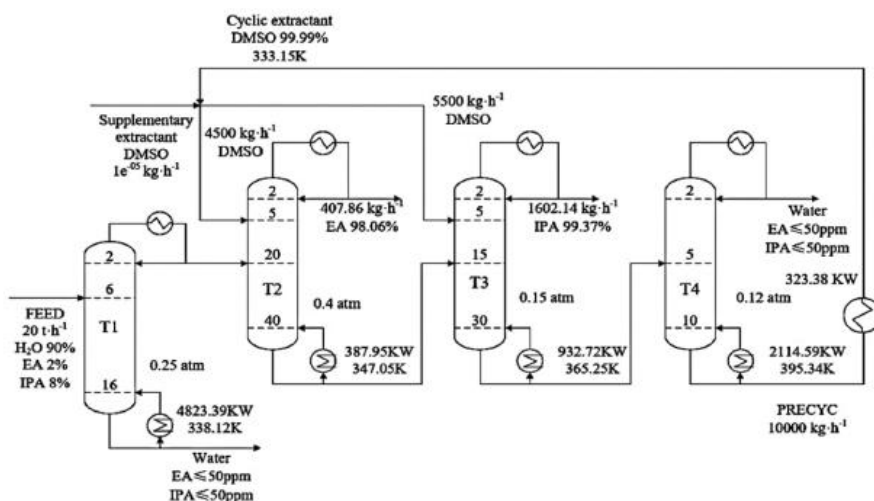 Cyclic extractant
DMSO 99.99%
333.15K
Supplementary
extractant
DMSO
1e⁻⁰⁵ kg·h⁻¹
4500 kg·h⁻¹
DMSO
5500 kg·h⁻¹
DMSO
2
5
20
T2
40
407.86 kg·h⁻¹
EA 98.06%
0.4 atm
387.95KW
347.05K
2
5
15
T3
30
1602.14 kg·h⁻¹
IPA 99.37%
0.15 atm
932.72KW
365.25K
2
5
T4
10
Water
EA≤50ppm
IPA≤50ppm
323.38 KW
0.12 atm
2114.59KW
395.34K
PRECYC
10000 kg·h⁻¹
2
6
T1
16
FEED
20 t·h⁻¹
H₂O 90%
EA 2%
IPA 8%
0.25 atm
4823.39KW
338.12K
Water
EA≤50ppm
IPA≤50ppm